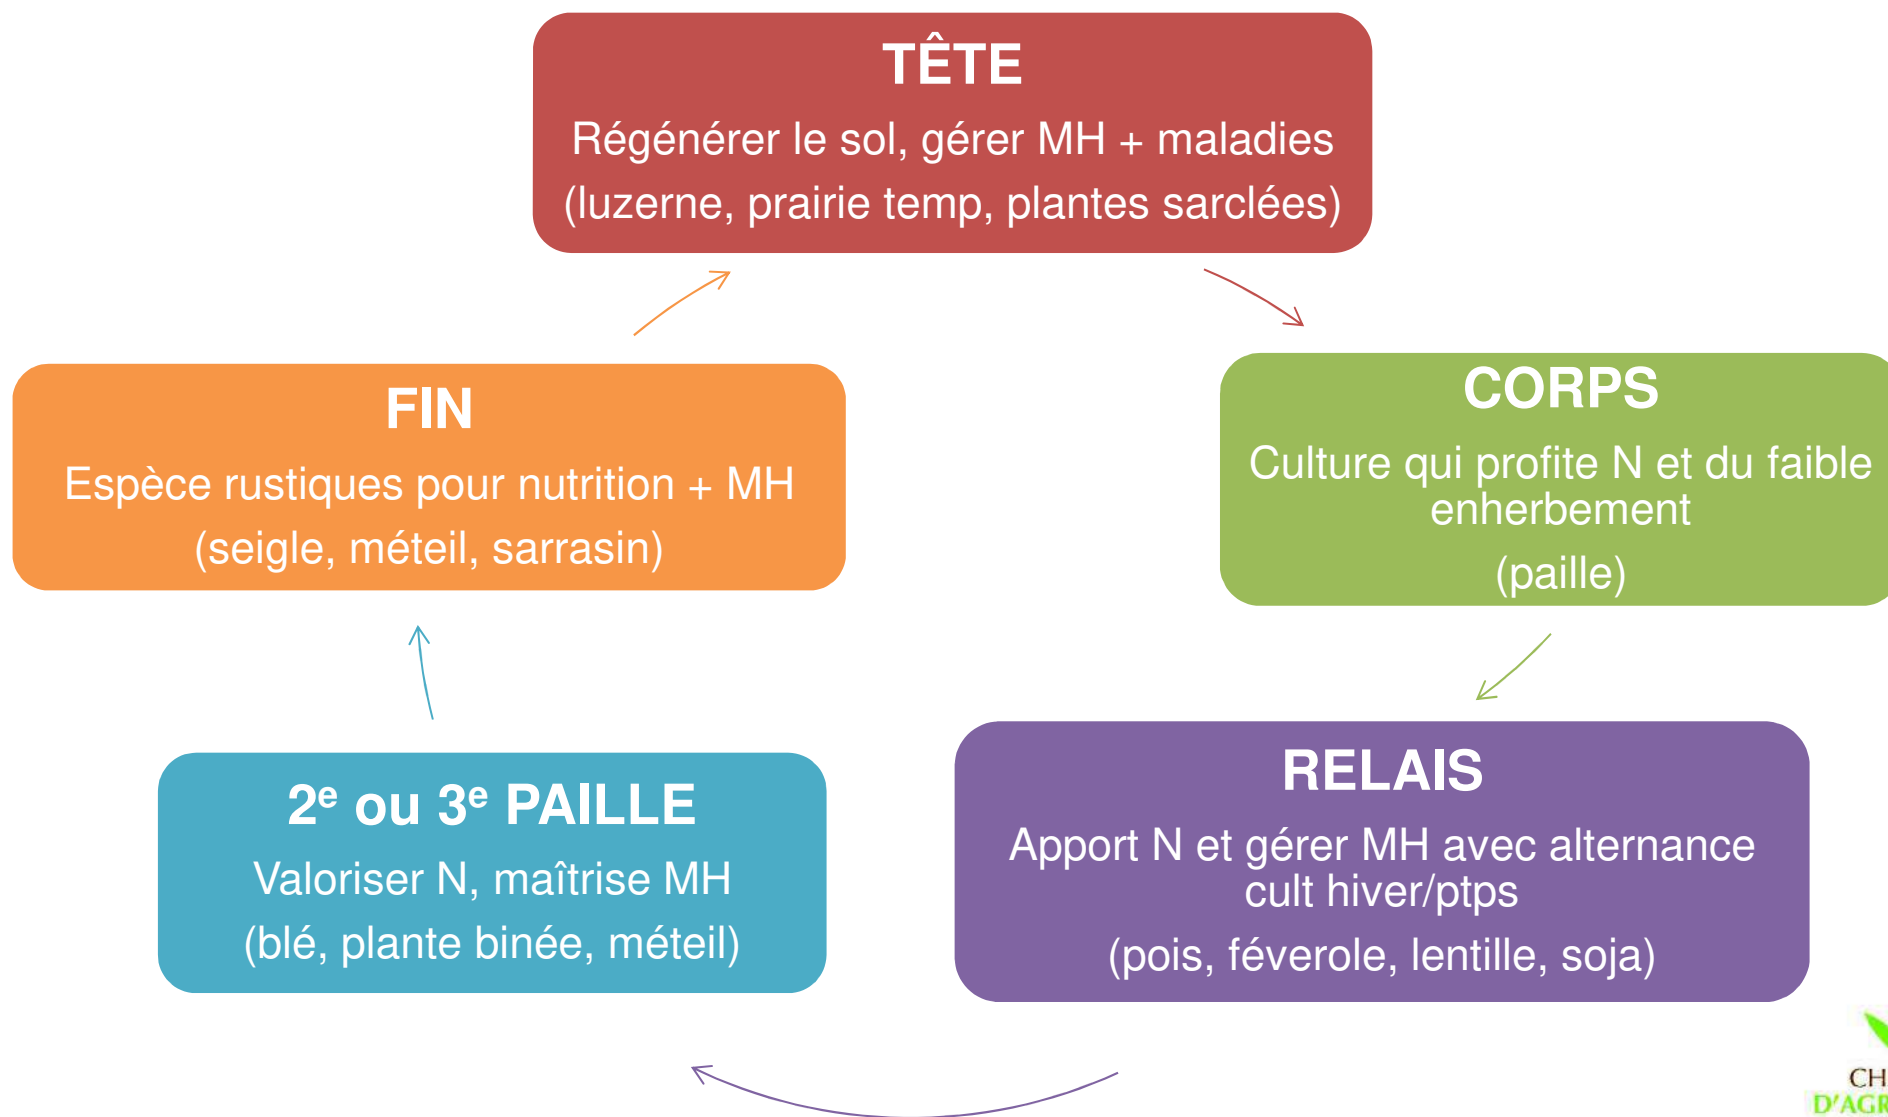 TÊTE
Régénérer le sol, gérer MH + maladies
(luzerne, prairie temp, plantes sarclées)
CORPS
Culture qui profite N et du faible
enherbement
(paille)
RELAIS
Apport N et gérer MH avec alternance
cult hiver/ptps
(pois, féverole, lentille, soja)
2e ou 3e PAILLE
Valoriser N, maîtrise MH
(blé, plante binée, méteil)
FIN
Espèce rustiques pour nutrition + MH
(seigle, méteil, sarrasin)